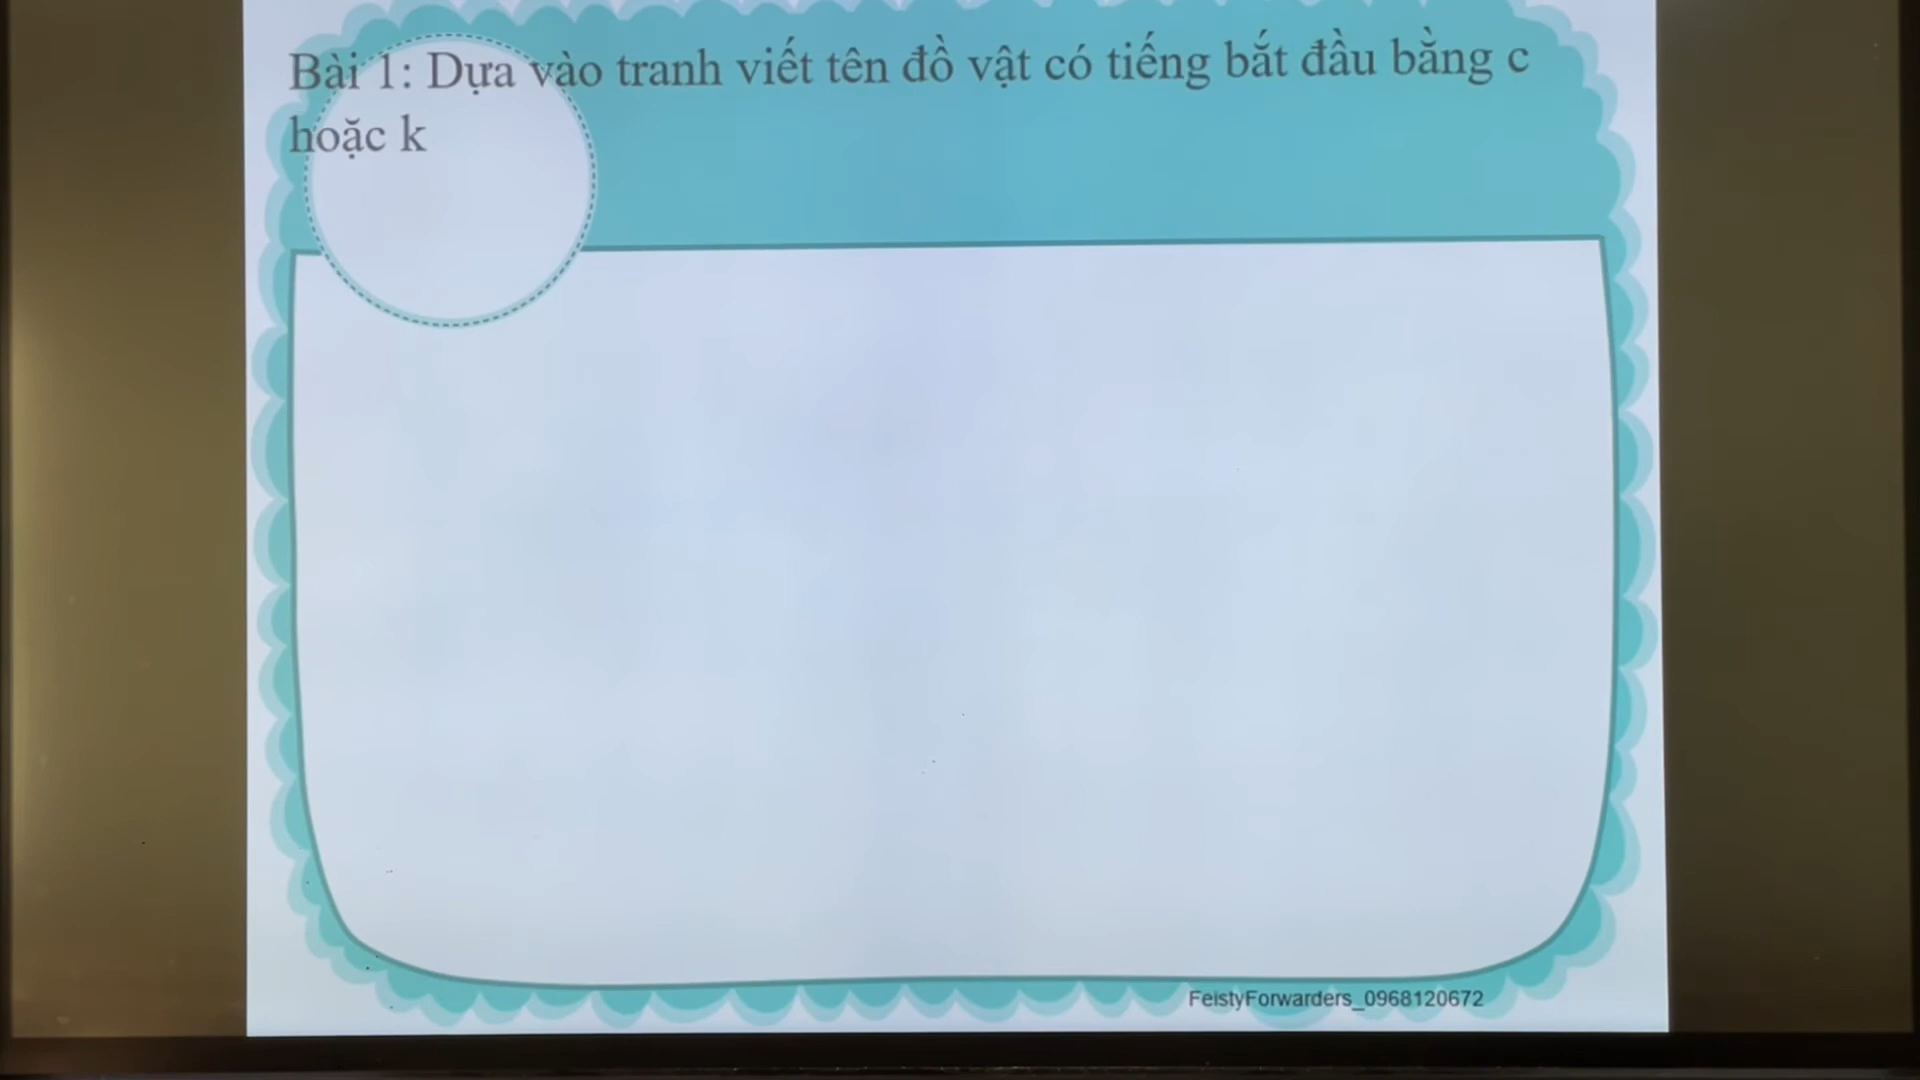 Bài 1: Dựa vào tranh viết tên đồ vật có tiếng bắt đầu bằng c
hoặc k
FeistyForwarders_0968120672